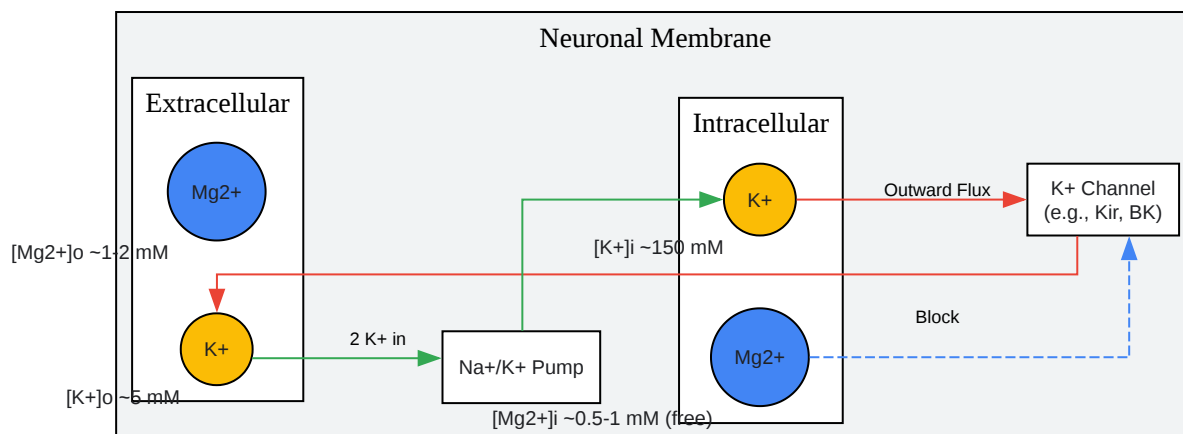 Neuronal Membrane
Extracellular
Mg2+
[Mg2+]o ~1-2 mM
K+
[K+]o ~5 mM
2 K+ in
Na+/K+ Pump
Intracellular
K+
[K+]i ~150 mM
Mg2+
[Mg2+]i ~0.5-1 mM (free)
Outward Flux
K+ Channel
(e.g., Kir, BK)
Block